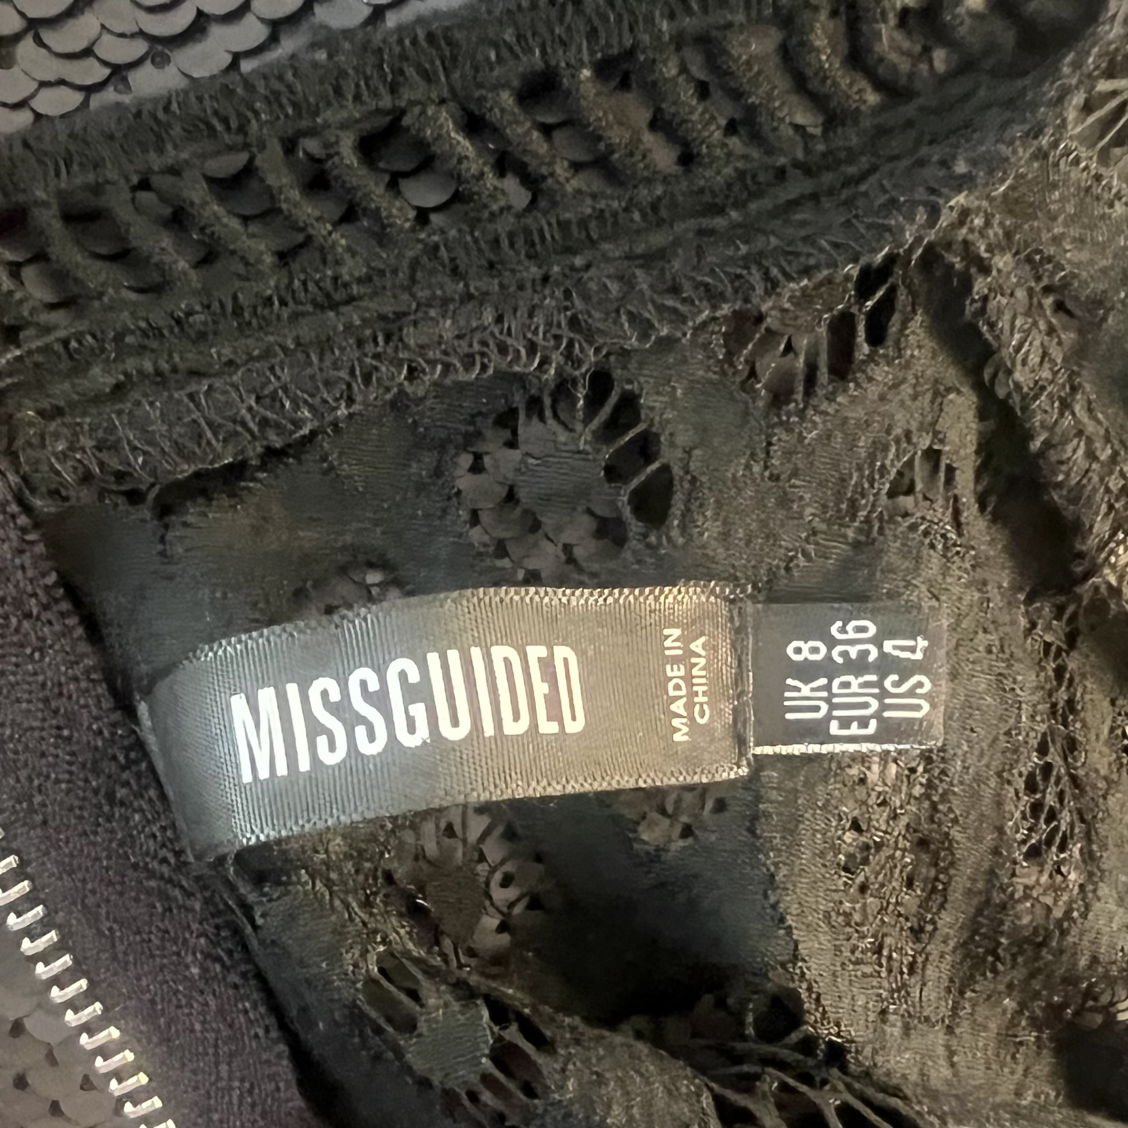 MISSGUIDED
MADE IN
CHINA
UK 8
EUR 36
US 4